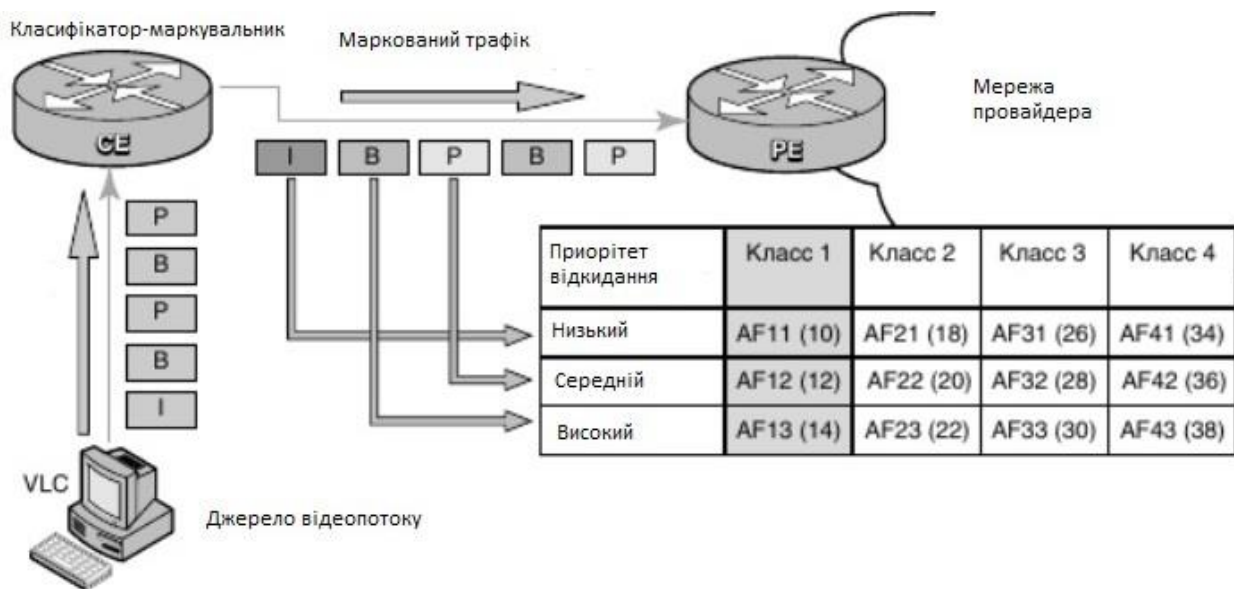 Класифікатор-маркувальник
Маркований трафік
Мережа
провайдера
CE
PE
I B P B P
P
B
P
B
I
VLC
Джерело відеопотоку
Приорітет
відкидання
Класс 1 Класс 2 Класс 3 Класс 4
Низький AF11 (10) AF21 (18) AF31 (26) AF41 (34)
Середній AF12 (12) AF22 (20) AF32 (28) AF42 (36)
Високий AF13 (14) AF23 (22) AF33 (30) AF43 (38)